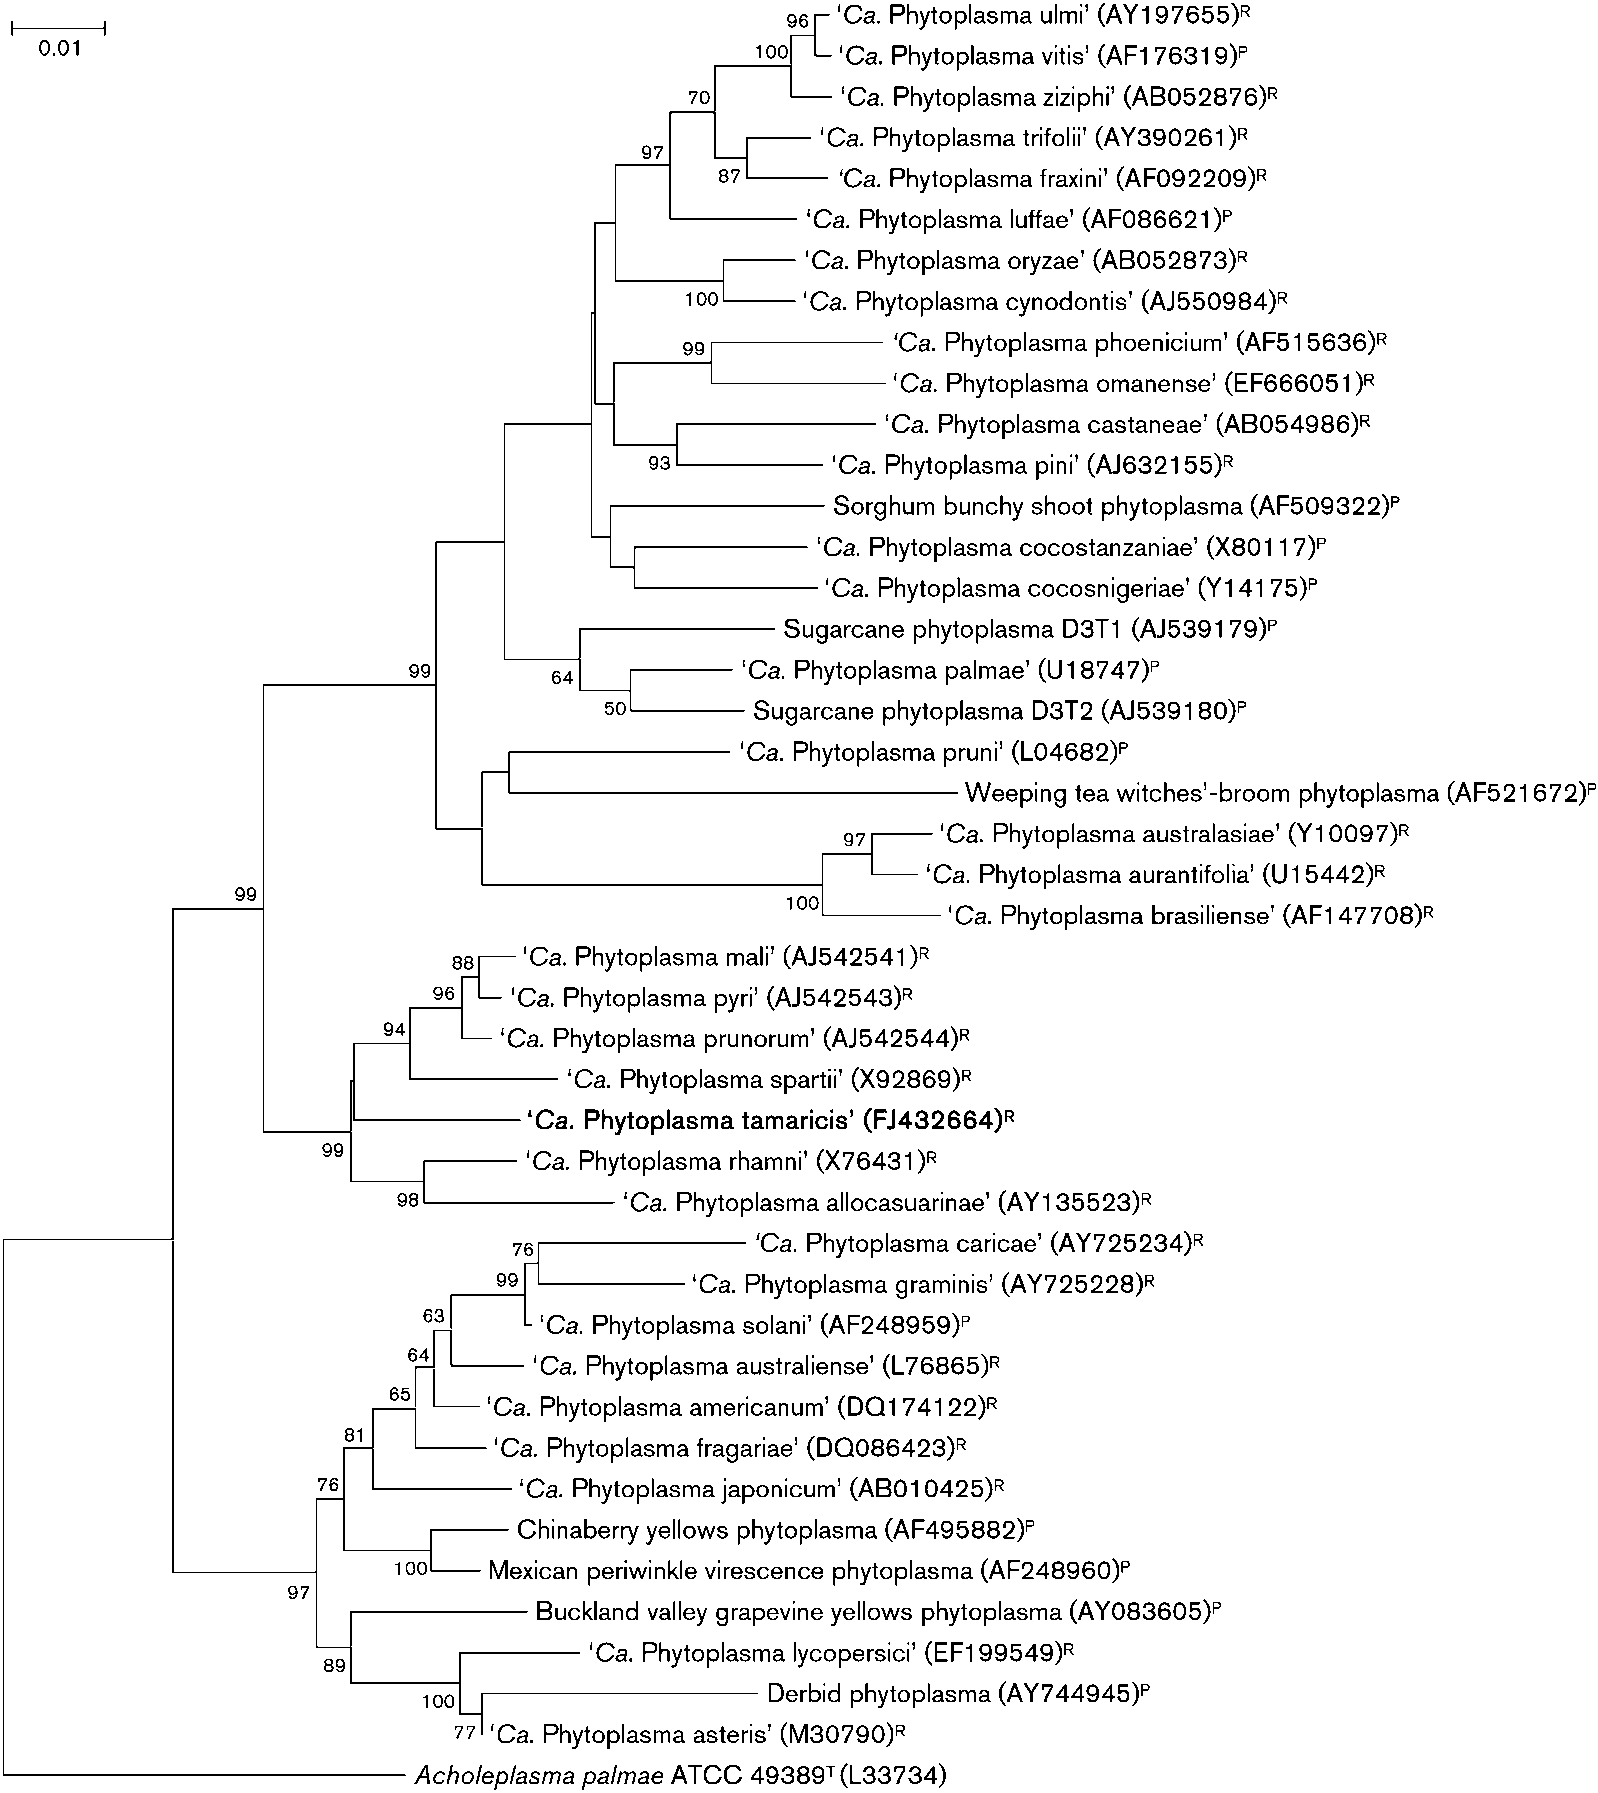 96 ‘Ca. Phytoplasma ulmi’ (AY197655)ᴿ
0.01
100 ‘Ca. Phytoplasma vitis’ (AF176319)ᴾ
70 ‘Ca. Phytoplasma ziziphi’ (AB052876)ᴿ
‘Ca. Phytoplasma trifolii’ (AY390261)ᴿ
97
87 ‘Ca. Phytoplasma fraxini’ (AF092209)ᴿ
‘Ca. Phytoplasma luffae’ (AF086621)ᴾ
‘Ca. Phytoplasma oryzae’ (AB052873)ᴿ
100 ‘Ca. Phytoplasma cynodontis’ (AJ550984)ᴿ
99 ‘Ca. Phytoplasma phoenicium’ (AF515636)ᴿ
‘Ca. Phytoplasma omanense’ (EF666051)ᴿ
‘Ca. Phytoplasma castaneae’ (AB054986)ᴿ
93 ‘Ca. Phytoplasma pini’ (AJ632155)ᴿ
Sorghum bunchy shoot phytoplasma (AF509322)ᴾ
‘Ca. Phytoplasma cocostanzaniae’ (X80117)ᴾ
‘Ca. Phytoplasma cocosnigeriae’ (Y14175)ᴾ
Sugarcane phytoplasma D3T1 (AJ539179)ᴾ
99 64 ‘Ca. Phytoplasma palmae’ (U18747)ᴾ
50 Sugarcane phytoplasma D3T2 (AJ539180)ᴾ
‘Ca. Phytoplasma pruni’ (L04682)ᴾ
Weeping tea witches’-broom phytoplasma (AF521672)ᴾ
97 ‘Ca. Phytoplasma australasiae’ (Y10097)ᴿ
‘Ca. Phytoplasma aurantifolia’ (U15442)ᴿ
99 100
‘Ca. Phytoplasma brasiliense’ (AF147708)ᴿ
88 ‘Ca. Phytoplasma mali’ (AJ542541)ᴿ
96 ‘Ca. Phytoplasma pyri’ (AJ542543)ᴿ
94 ‘Ca. Phytoplasma prunorum’ (AJ542544)ᴿ
‘Ca. Phytoplasma spartii’ (X92869)ᴿ
‘Ca. Phytoplasma tamaricis’ (FJ432664)ᴿ
99 ‘Ca. Phytoplasma rhamni’ (X76431)ᴿ
98 ‘Ca. Phytoplasma allocasuarinae’ (AY135523)ᴿ
76 ‘Ca. Phytoplasma caricae’ (AY725234)ᴿ
99 ‘Ca. Phytoplasma graminis’ (AY725228)ᴿ
63 ‘Ca. Phytoplasma solani’ (AF248959)ᴾ
64 ‘Ca. Phytoplasma australiense’ (L76865)ᴿ
65 ‘Ca. Phytoplasma americanum’ (DQ174122)ᴿ
81 ‘Ca. Phytoplasma fragariae’ (DQ086423)ᴿ
76 ‘Ca. Phytoplasma japonicum’ (AB010425)ᴿ
Chinaberry yellows phytoplasma (AF495882)ᴾ
100 Mexican periwinkle virescence phytoplasma (AF248960)ᴾ
97
Buckland valley grapevine yellows phytoplasma (AY083605)ᴾ
89 ‘Ca. Phytoplasma lycopersici’ (EF199549)ᴿ
100 Derbid phytoplasma (AY744945)ᴾ
77 ‘Ca. Phytoplasma asteris’ (M30790)ᴿ
Acholeplasma palmae ATCC 49389ᵀ (L33734)